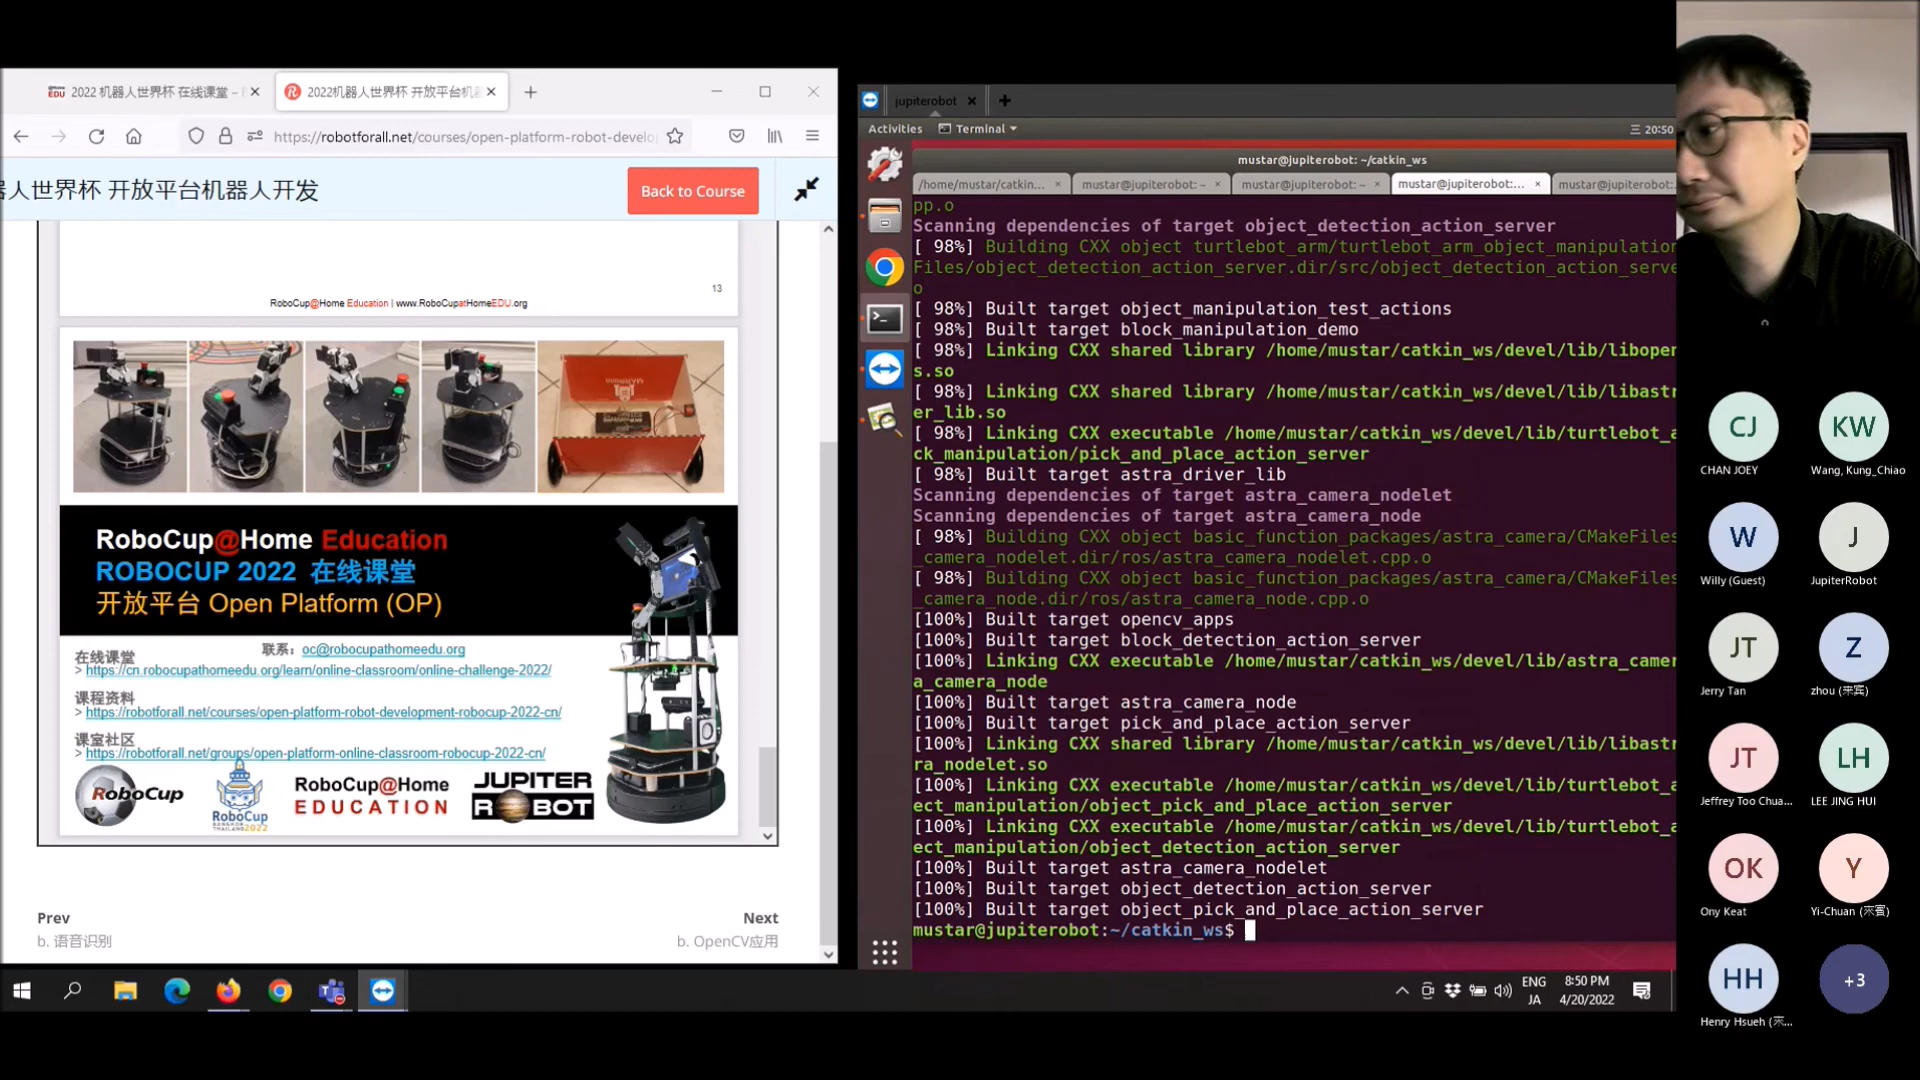 2022 机器人世界杯 在线课堂 –
2022机器人世界杯 开放平台机器
https://robotforall.net/courses/open-platform-robot-develo
器人世界杯 开放平台机器人开发
Back to Course
13
RoboCup@Home Education | www.RoboCupatHomeEDU.org
RoboCup@Home Education
ROBOCUP 2022 在线课堂
开放平台 Open Platform (OP)
联系：oc@robocupathomeedu.org
在线课堂
> https://cn.robocupathomeedu.org/learn/online-classroom/online-challenge-2022/
课程资料
> https://robotforall.net/courses/open-platform-robot-development-robocup-2022-cn/
课室社区
> https://robotforall.net/groups/open-platform-online-classroom-robocup-2022-cn/
RoboCup
RoboCup
BANGKOK
THAILAND2022
RoboCup@Home
EDUCATION
JUPITER
ROBOT
Prev
b. 语音识别
Next
b. OpenCV应用
jupiterobot
Activities
Terminal
20:50
mustar@jupiterobot: ~/catkin_ws
/home/mustar/catkin...
mustar@jupiterobot: ~
mustar@jupiterobot: ~
mustar@jupiterobot:...
mustar@jupiterobot:
pp.o
Scanning dependencies of target object_detection_action_server
[ 98%] Building CXX object turtlebot_arm/turtlebot_arm_object_manipulation
Files/object_detection_action_server.dir/src/object_detection_action_serve
o
[ 98%] Built target object_manipulation_test_actions
[ 98%] Built target block_manipulation_demo
[ 98%] Linking CXX shared library /home/mustar/catkin_ws/devel/lib/libopen
s.so
[ 98%] Linking CXX shared library /home/mustar/catkin_ws/devel/lib/libastr
er_lib.so
[ 98%] Linking CXX executable /home/mustar/catkin_ws/devel/lib/turtlebot_a
ck_manipulation/pick_and_place_action_server
[ 98%] Built target astra_driver_lib
Scanning dependencies of target astra_camera_nodelet
Scanning dependencies of target astra_camera_node
[ 98%] Building CXX object basic_function_packages/astra_camera/CMakeFiles
_camera_nodelet.dir/ros/astra_camera_nodelet.cpp.o
[ 98%] Building CXX object basic_function_packages/astra_camera/CMakeFiles
_camera_node.dir/ros/astra_camera_node.cpp.o
[100%] Built target opencv_apps
[100%] Built target block_detection_action_server
[100%] Linking CXX executable /home/mustar/catkin_ws/devel/lib/astra_camer
a_camera_node
[100%] Built target astra_camera_node
[100%] Built target pick_and_place_action_server
[100%] Linking CXX shared library /home/mustar/catkin_ws/devel/lib/libastr
ra_nodelet.so
[100%] Linking CXX executable /home/mustar/catkin_ws/devel/lib/turtlebot_a
ect_manipulation/object_pick_and_place_action_server
[100%] Linking CXX executable /home/mustar/catkin_ws/devel/lib/turtlebot_a
ect_manipulation/object_detection_action_server
[100%] Built target astra_camera_nodelet
[100%] Built target object_detection_action_server
[100%] Built target object_pick_and_place_action_server
mustar@jupiterobot:~/catkin_ws$
ENG
JA
8:50 PM
4/20/2022
CJ
CHAN JOEY
KW
Wang, Kung_Chiao
W
Willy (Guest)
J
JupiterRobot
JT
Jerry Tan
Z
zhou (来宾)
JT
Jeffrey Too Chua...
LH
LEE JING HUI
OK
Ony Keat
Y
Yi-Chuan (來賓)
HH
Henry Hsueh (来...
+3